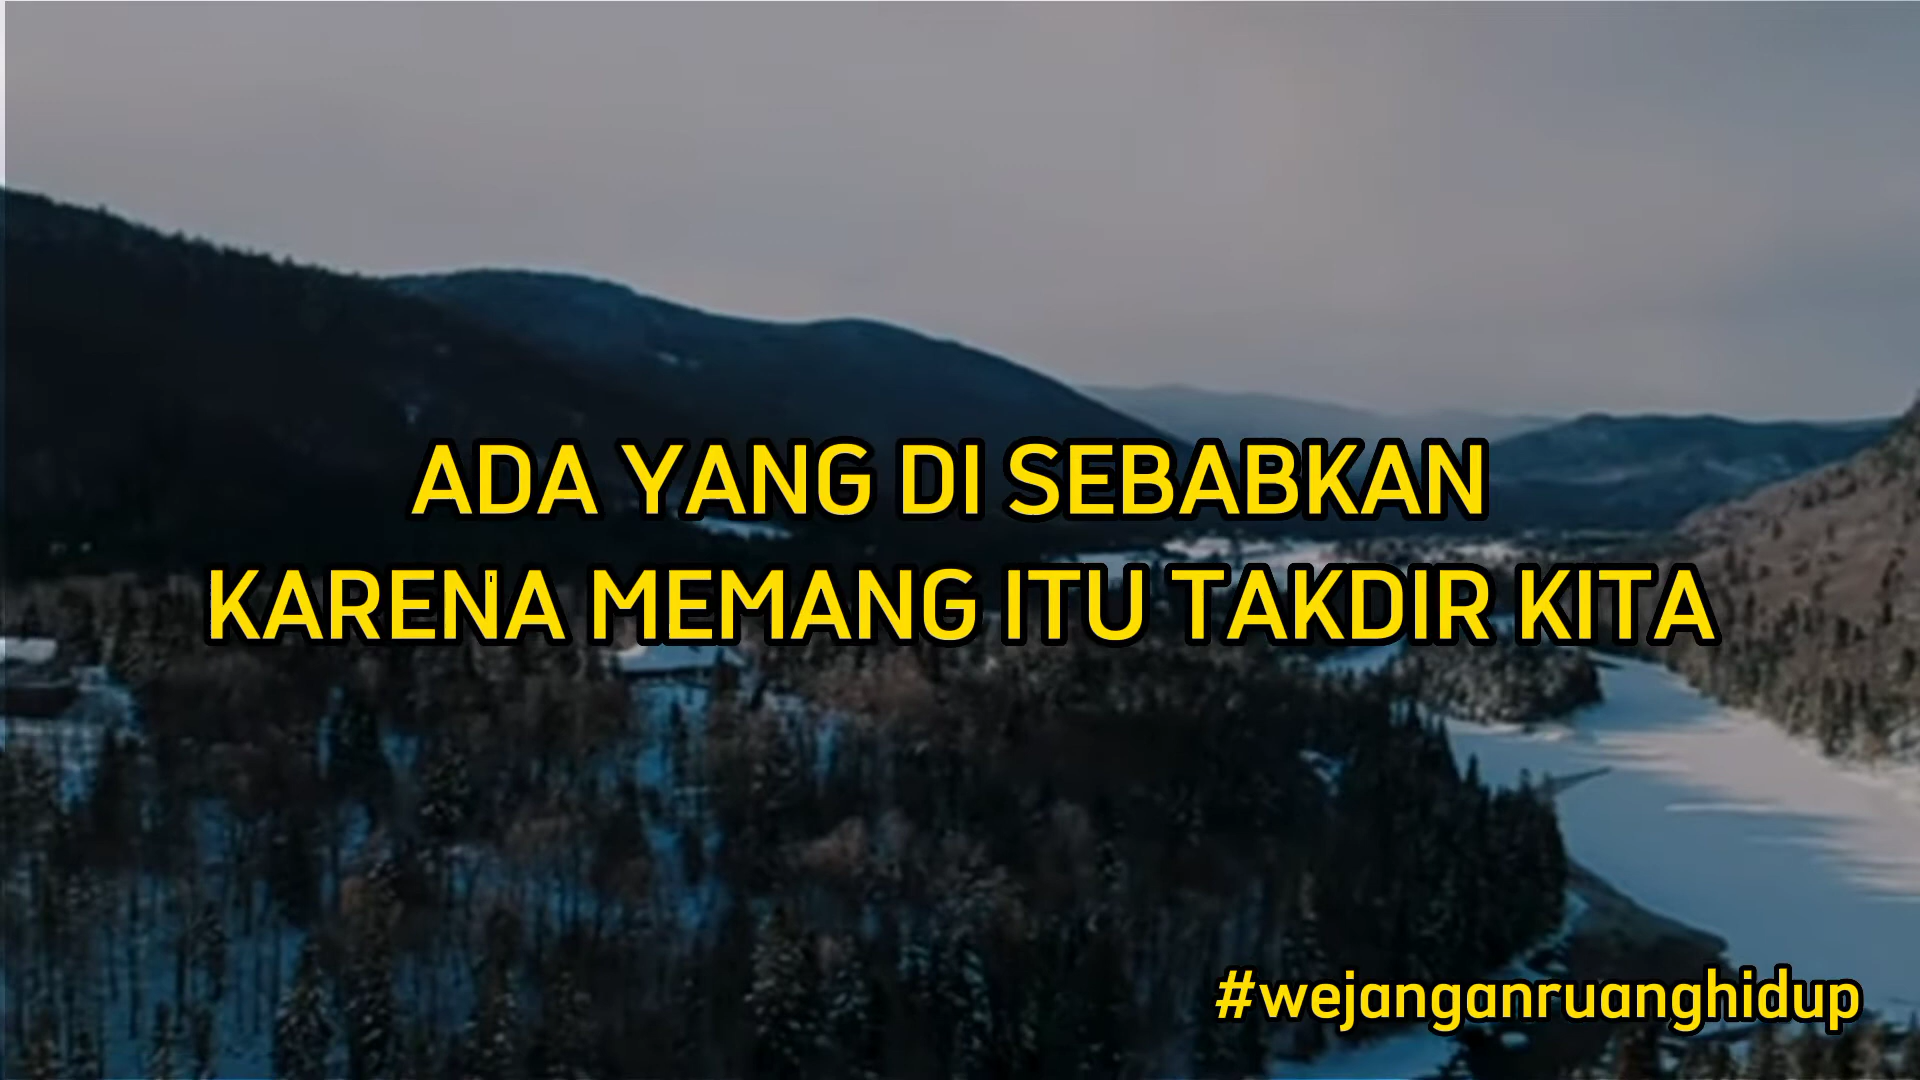 ADA YANG DI SEBABKAN
KARENA MEMANG ITU TAKDIR KITA
#wejanganruanghidup